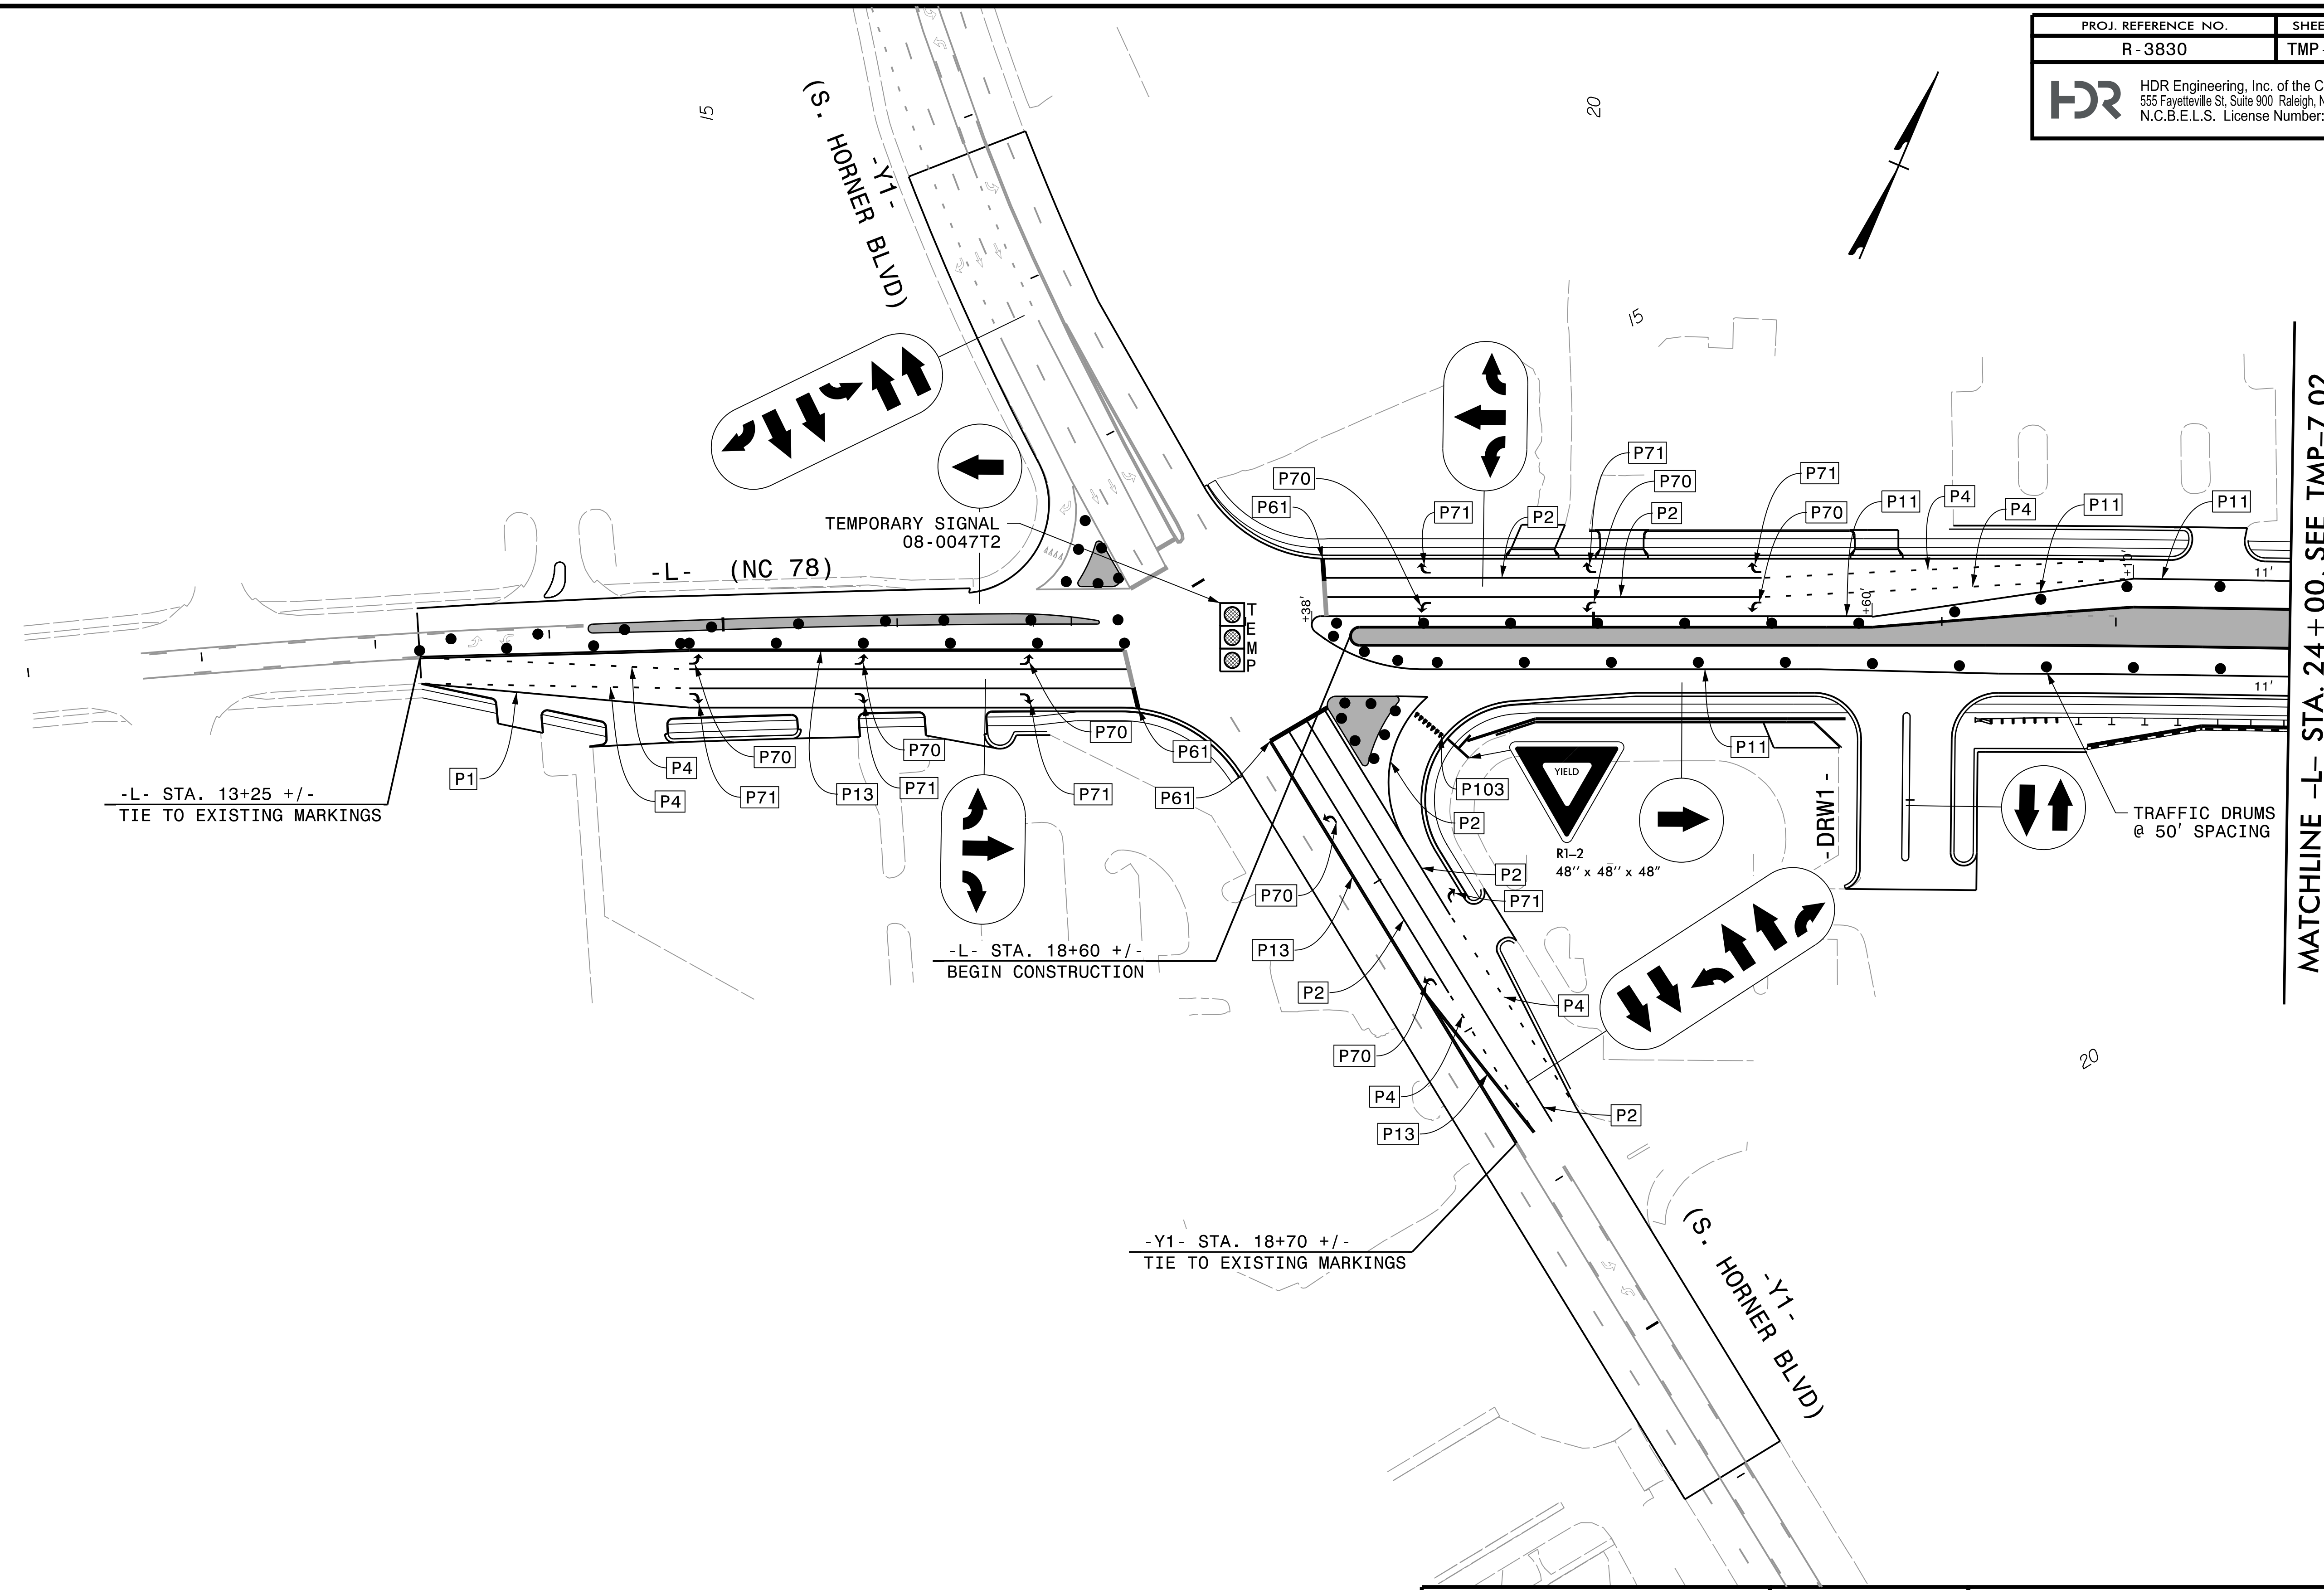 PROJ. REFERENCE NO.
SHEE
R-3830
TMP-
HDR
HDR Engineering, Inc. of the C
555 Fayetteville St, Suite 900 Raleigh, N
N.C.B.E.L.S. License Number:
15
20
-Y1-
(S. HORNER BLVD)
15
TEMPORARY SIGNAL
08-0047T2
-L- (NC 78)
T
E
M
P
P70
P61
P71
P2
P71
P70
P2
P71
P70
P11
P4
P4
P11
P11
+38'
+60'
+10'
11'
11'
MATCHLINE -L- STA. 24+00, SEE TMP-7.02
P1
P4
P4
P70
P71
P13
P70
P71
P70
P71
P61
P61
-L- STA. 13+25 +/-
TIE TO EXISTING MARKINGS
P11
P103
P2
YIELD
R1-2
48" x 48" x 48"
-DRW1-
TRAFFIC DRUMS
@ 50' SPACING
P2
P71
P70
P13
P2
-L- STA. 18+60 +/-
BEGIN CONSTRUCTION
P4
P70
P4
P13
P2
20
-Y1- STA. 18+70 +/-
TIE TO EXISTING MARKINGS
-Y1-
(S. HORNER BLVD)